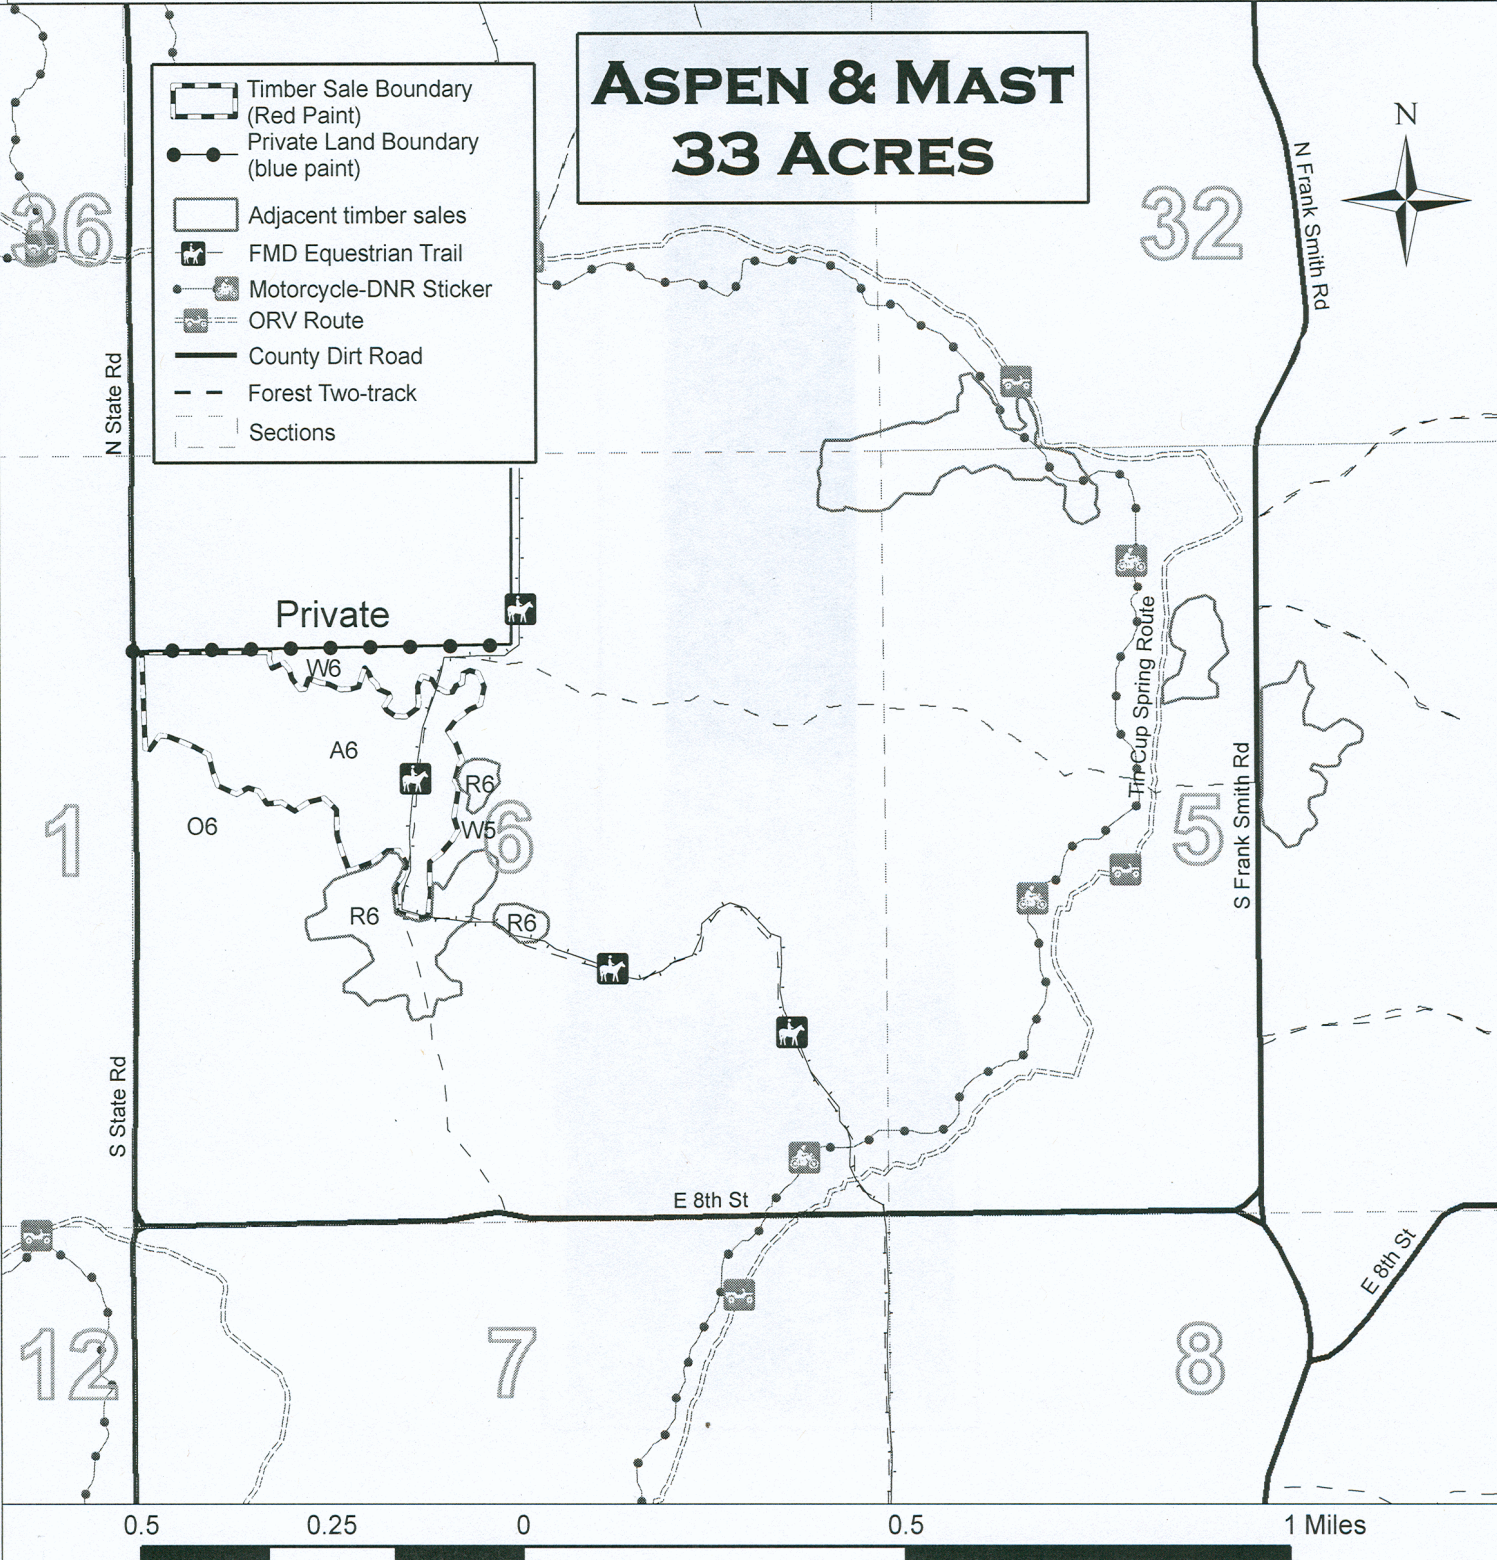 ASPEN & MAST
33 ACRES
Timber Sale Boundary
(Red Paint)
Private Land Boundary
(blue paint)
Adjacent timber sales
FMD Equestrian Trail
Motorcycle-DNR Sticker
ORV Route
County Dirt Road
Forest Two-track
Sections
N
36
32
N Frank Smith Rd
N State Rd
Private
W6
A6
R6
O6
W5
1
6
5
Tin Cup Spring Route
S Frank Smith Rd
R6
R6
S State Rd
E 8th St
E 8th St
12
7
8
0.5 0.25 0 0.5 1 Miles